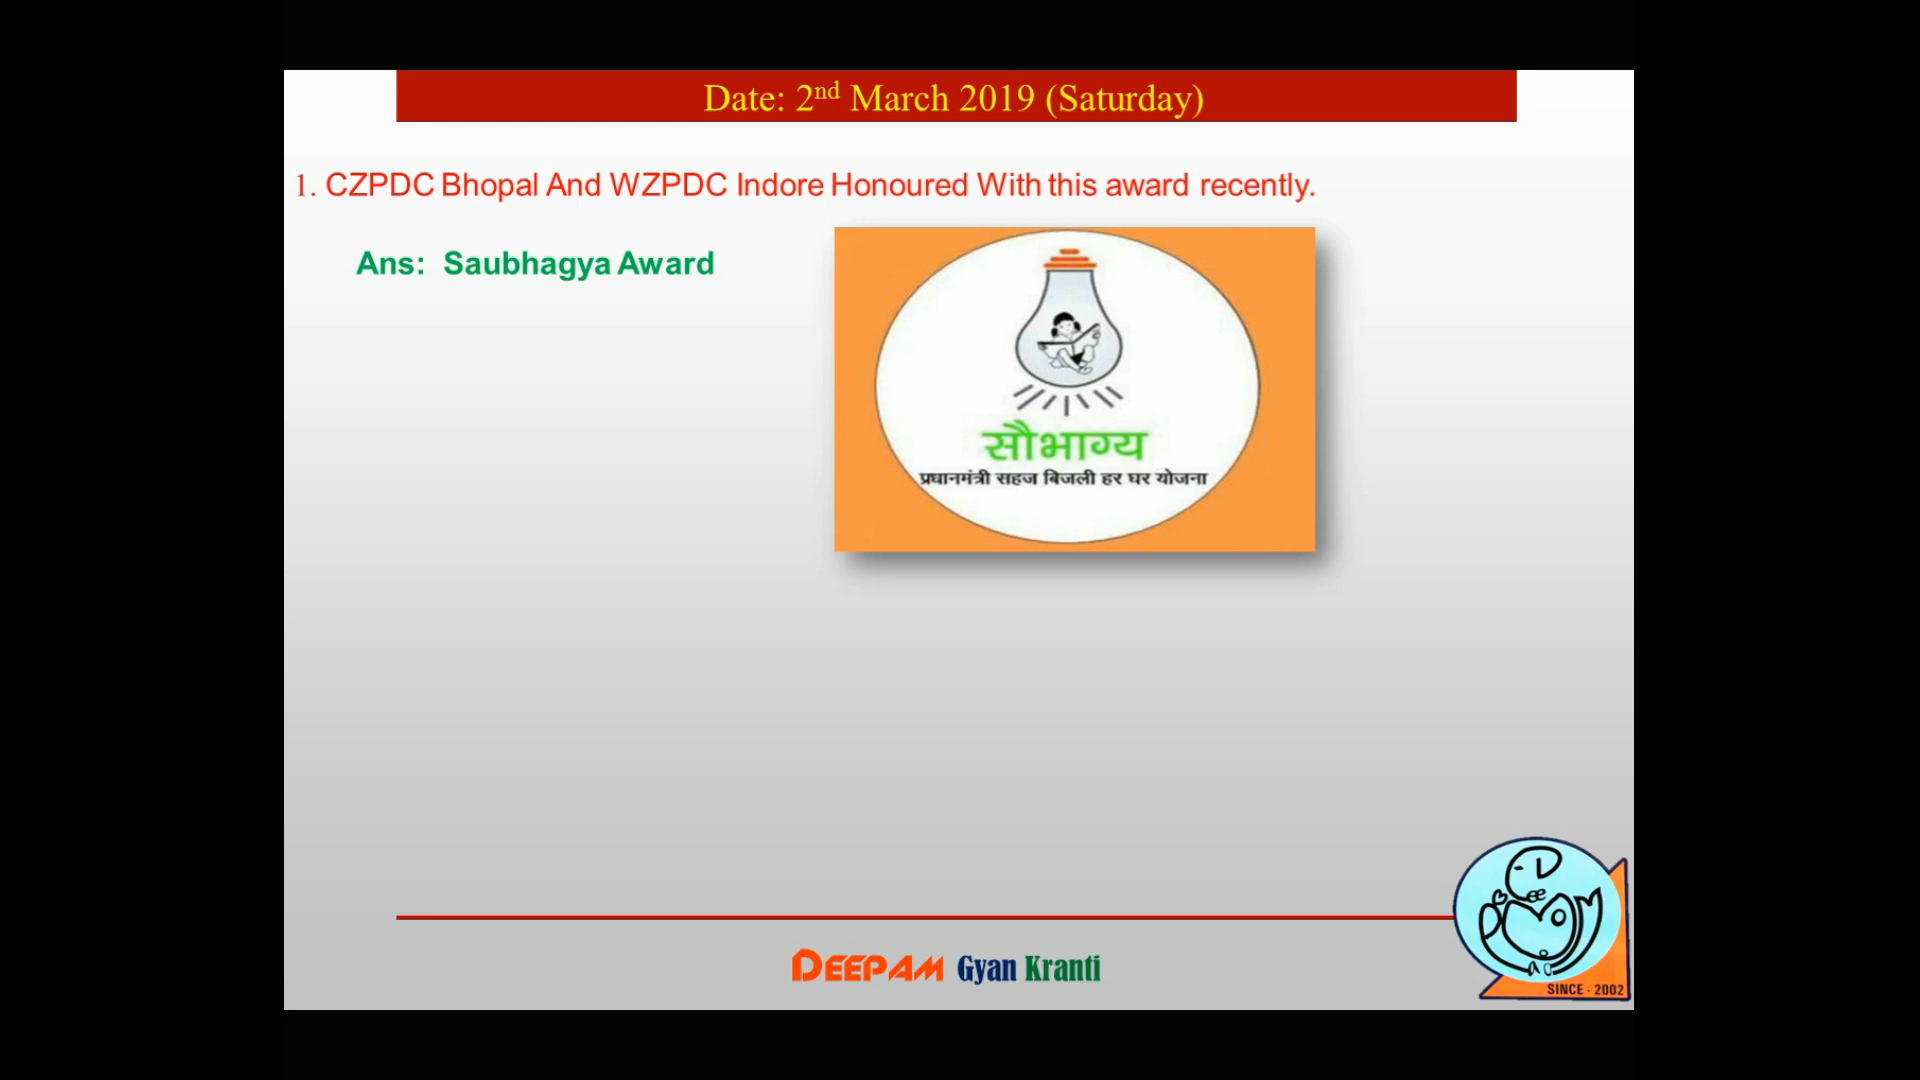 Date: 2nd March 2019 (Saturday)
1. CZPDC Bhopal And WZPDC Indore Honoured With this award recently.
Ans: Saubhagya Award
सौभाग्य
प्रधानमंत्री सहज बिजली हर घर योजना
DEEPAM Gyan Kranti
SINCE - 2002